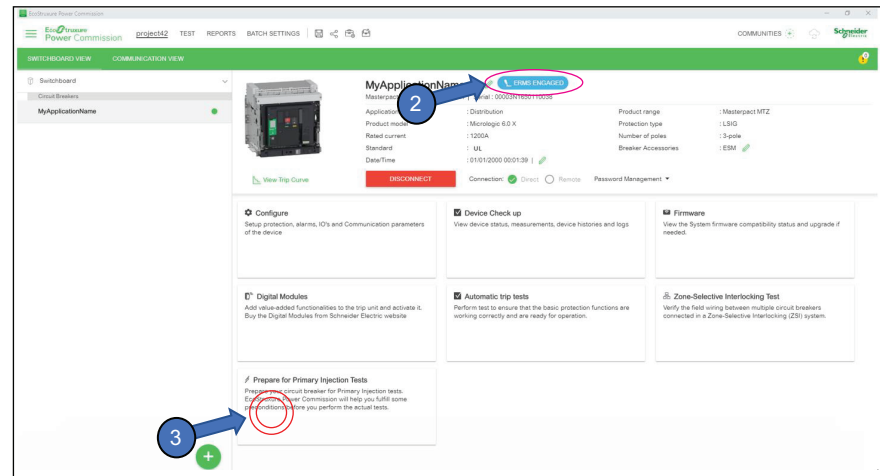 EcoStruxure Power Commission
EcoStruxure
Power Commission
project42 TEST REPORTS BATCH SETTINGS
COMMUNITIES
Schneider
Electric
SWITCHBOARD VIEW COMMUNICATION VIEW
Switchboard
Circuit Breakers
MyApplicationName
MyApplicationName
ERMS ENGAGED
2
Masterpact
Serial : 00003N1650110038
Application : Distribution
Product range : Masterpact MTZ
Product model : Micrologic 6.0 X
Protection type : LSIG
Rated current : 1200A
Number of poles : 3-pole
Standard : UL
Breaker Accessories : ESM
Date/Time : 01/01/2000 00:01:39 |
View Trip Curve
DISCONNECT
Connection: Direct Remote Password Management
Configure
Setup protection, alarms, IO's and Communication parameters
of the device
Device Check up
View device status, measurements, device histories and logs.
Firmware
View the System firmware compatibility status and upgrade if
needed.
Digital Modules
Add value-added functionalities to the trip unit and activate it.
Buy the Digital Modules from Schneider Electric website
Automatic trip tests
Perform test to ensure that the basic protection functions are
working correctly and are ready for operation.
Zone-Selective Interlocking Test
Verify the field wiring between multiple circuit breakers
connected in a Zone-Selective Interlocking (ZSI) system.
Prepare for Primary Injection Tests
Prepare your circuit breaker for Primary Injection tests.
EcoStruxure Power Commission will help you fulfill some
preconditions before you perform the actual tests.
3